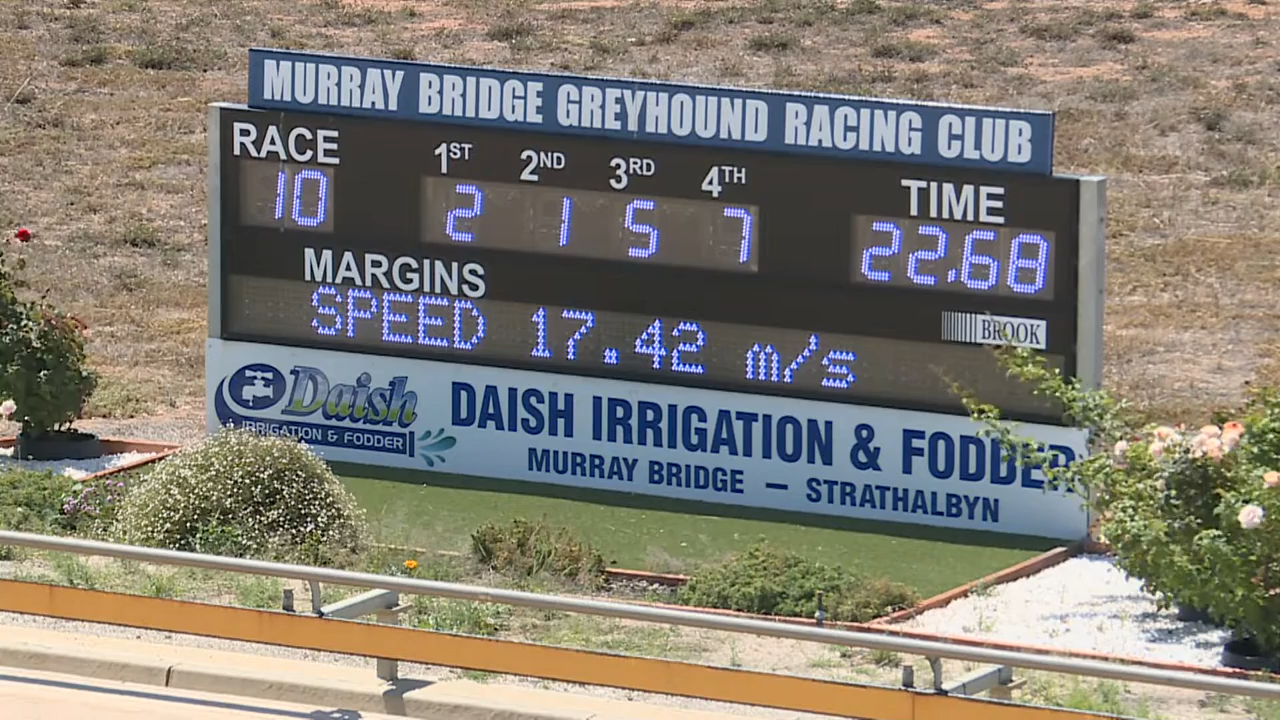 MURRAY BRIDGE GREYHOUND RACING CLUB
RACE 1ST 2ND 3RD 4TH TIME
10 2 1 5 7 22.68
MARGINS
SPEED 17.42 m/s
BROOK
Daish
IRRIGATION & FODDER
DAISH IRRIGATION & FODDER
MURRAY BRIDGE – STRATHALBYN